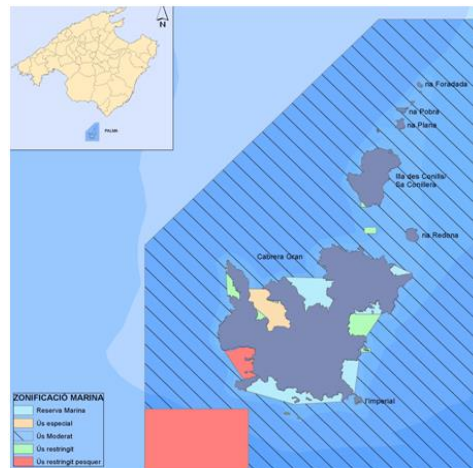 N
PALMA
na Foradada
na Pobra
na Plana
Illa des Conills/
Sa Conillera
na Redona
Cabrera Gran
l'Imperial
ZONIFICACIÓ MARINA
Reserva Marina
Ús especial
Ús Moderat
Ús restringit
Ús restringit pesquer